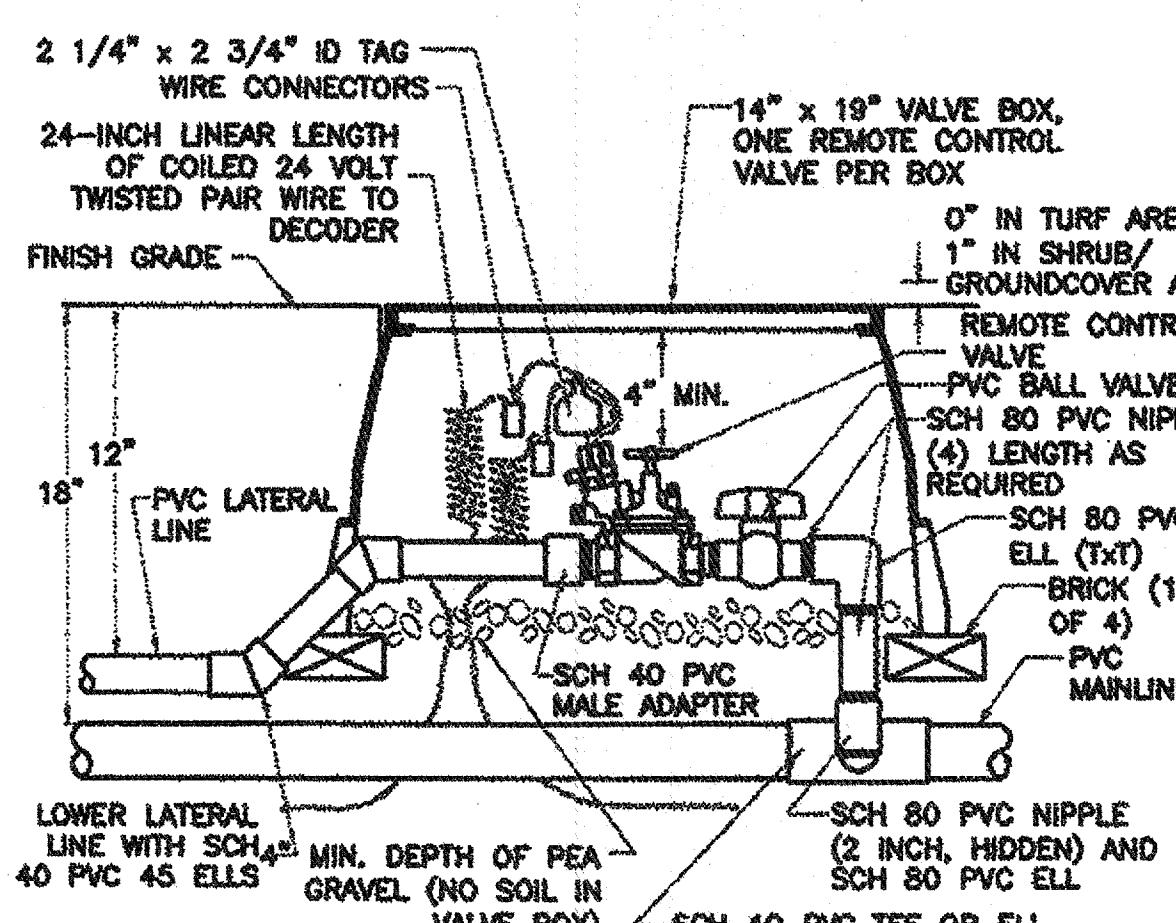 2 1/4" x 2 3/4" ID TAG
WIRE CONNECTORS
24-INCH LINEAR LENGTH
OF COILED 24 VOLT
TWISTED PAIR WIRE TO
DECODER
FINISH GRADE
14" x 19" VALVE BOX,
ONE REMOTE CONTROL
VALVE PER BOX
0" IN TURF
1" IN SHRUB/
GROUNDCOVER
REMOTE
VALVE
PVC BALL VALVE
4" MIN.
SCH 80 PVC
(4) LENGTH AS
REQUIRED
12"
18"
PVC LATERAL
LINE
SCH 80
ELL (TxT)
BRICK (1
OF 4)
PVC
SCH 40 PVC
MALE ADAPTER
LOWER LATERAL
LINE WITH SCH
40 PVC 45 ELLS
4" MIN. DEPTH OF PEA
GRAVEL (NO SOIL IN
VALVE BOX)
SCH 80 PVC NIPPLE
(2 INCH, HIDDEN) AND
SCH 80 PVC ELL
SCH 40 PVC TEE OR ELL